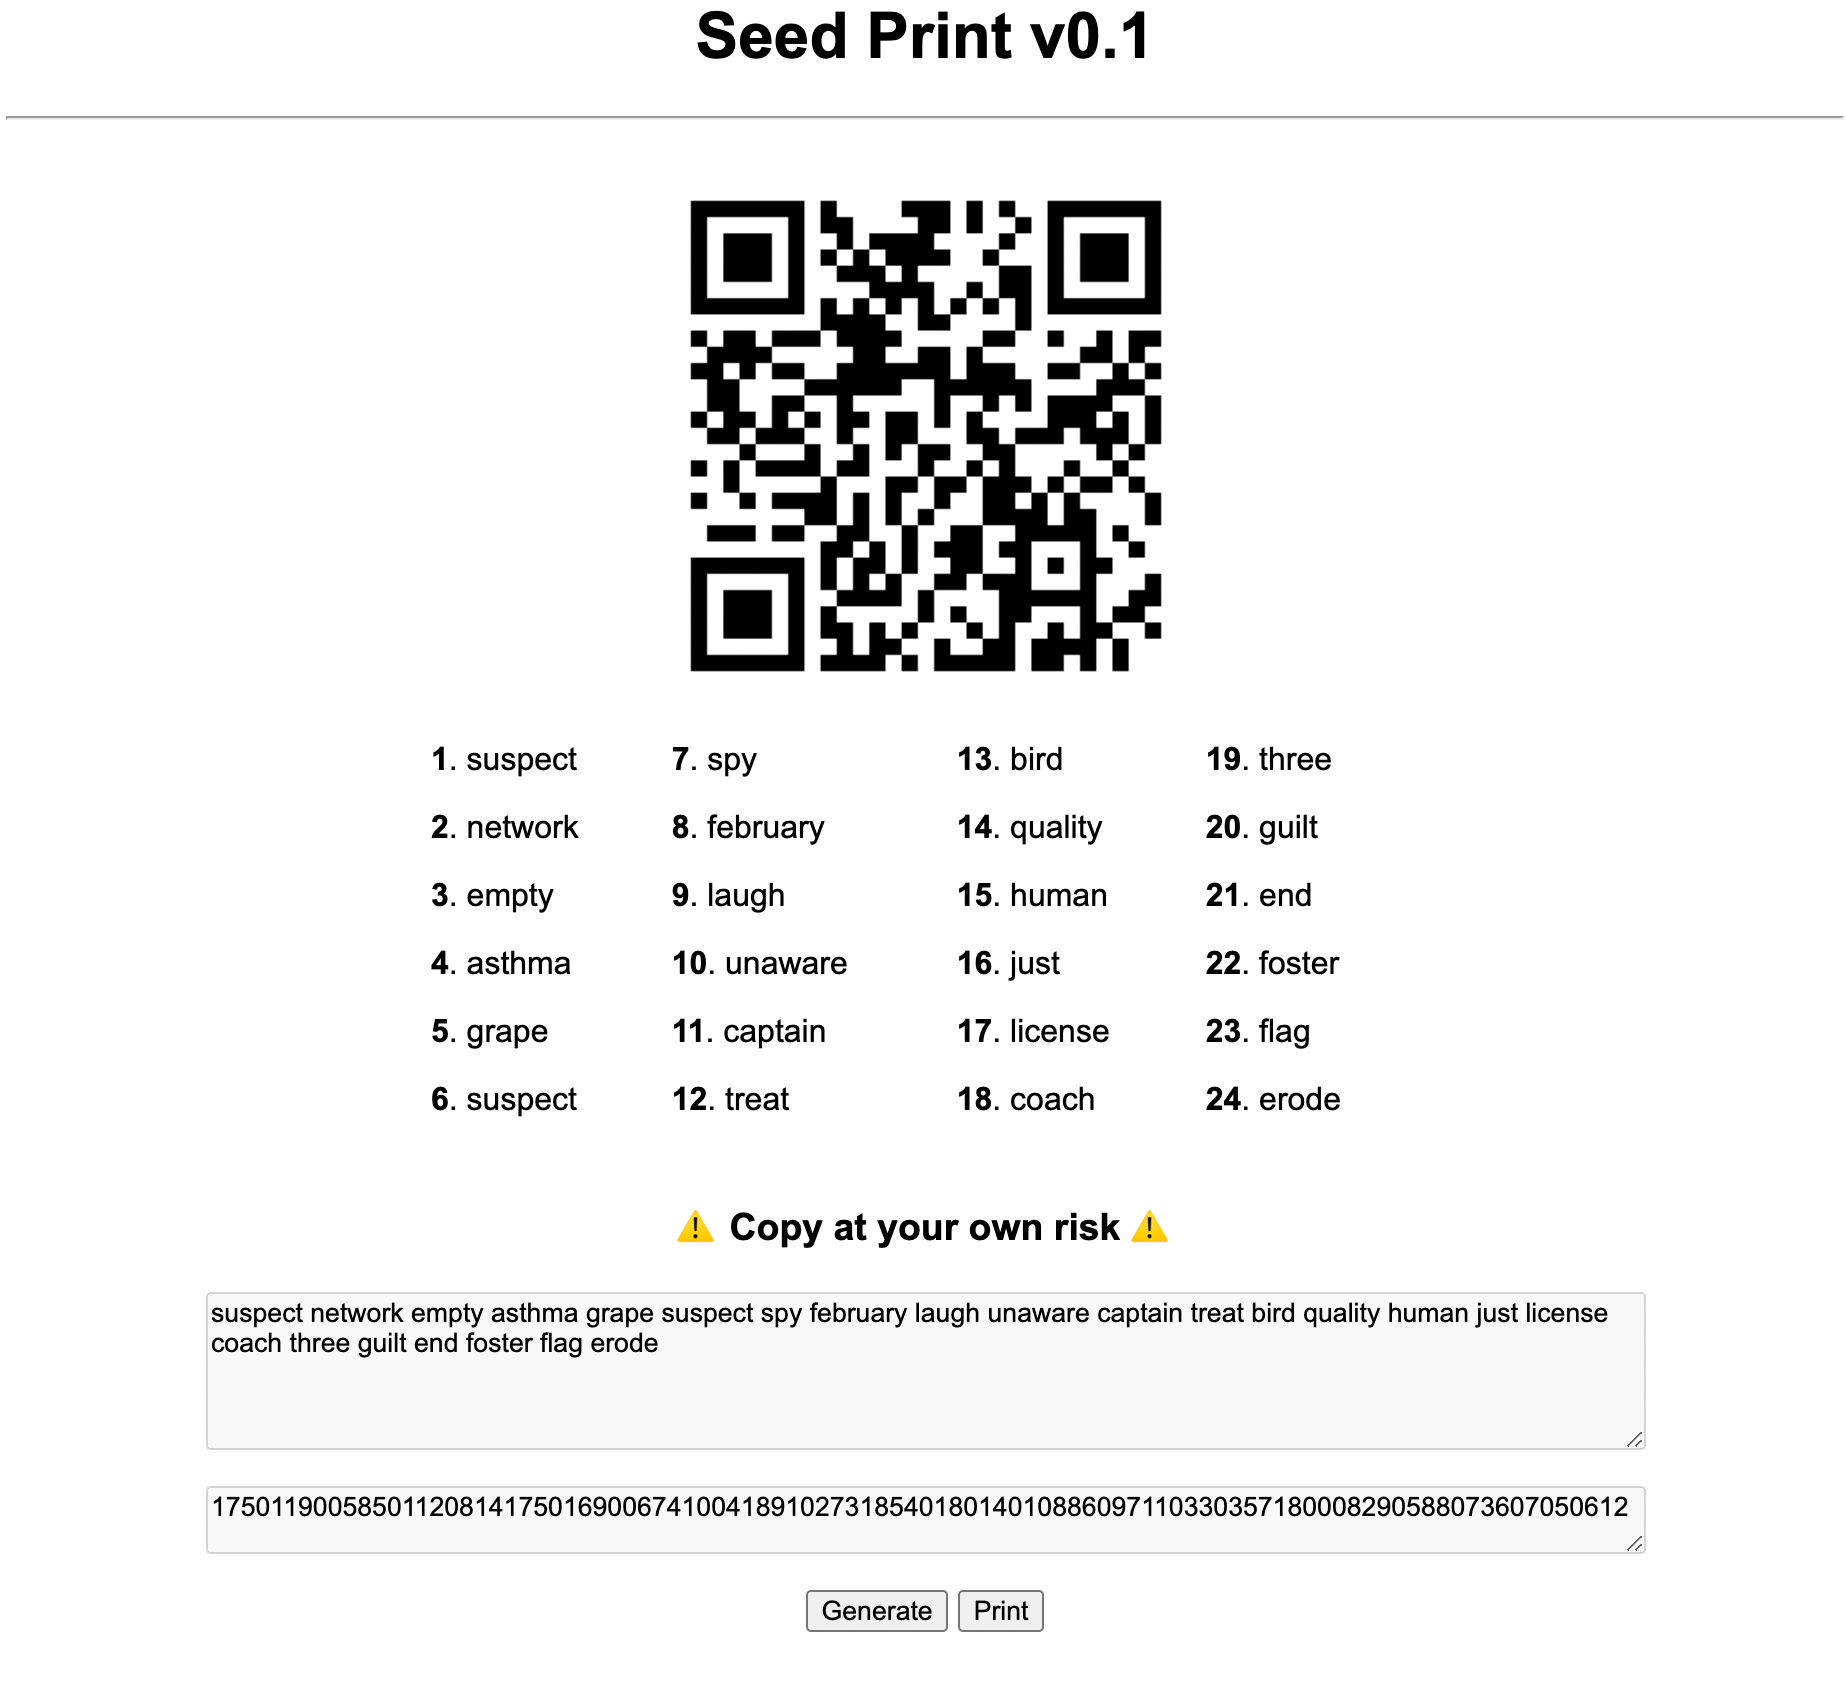 Seed Print v0.1
1. suspect
2. network
3. empty
4. asthma
5. grape
6. suspect
7. spy
8. february
9. laugh
10. unaware
11. captain
12. treat
13. bird
14. quality
15. human
16. just
17. license
18. coach
19. three
20. guilt
21. end
22. foster
23. flag
24. erode
⚠️ Copy at your own risk ⚠️
suspect network empty asthma grape suspect spy february laugh unaware captain treat bird quality human just license
coach three guilt end foster flag erode
175011900585011208141750169006741004189102731854018014010886097110330357180008290588073607050612
Generate Print